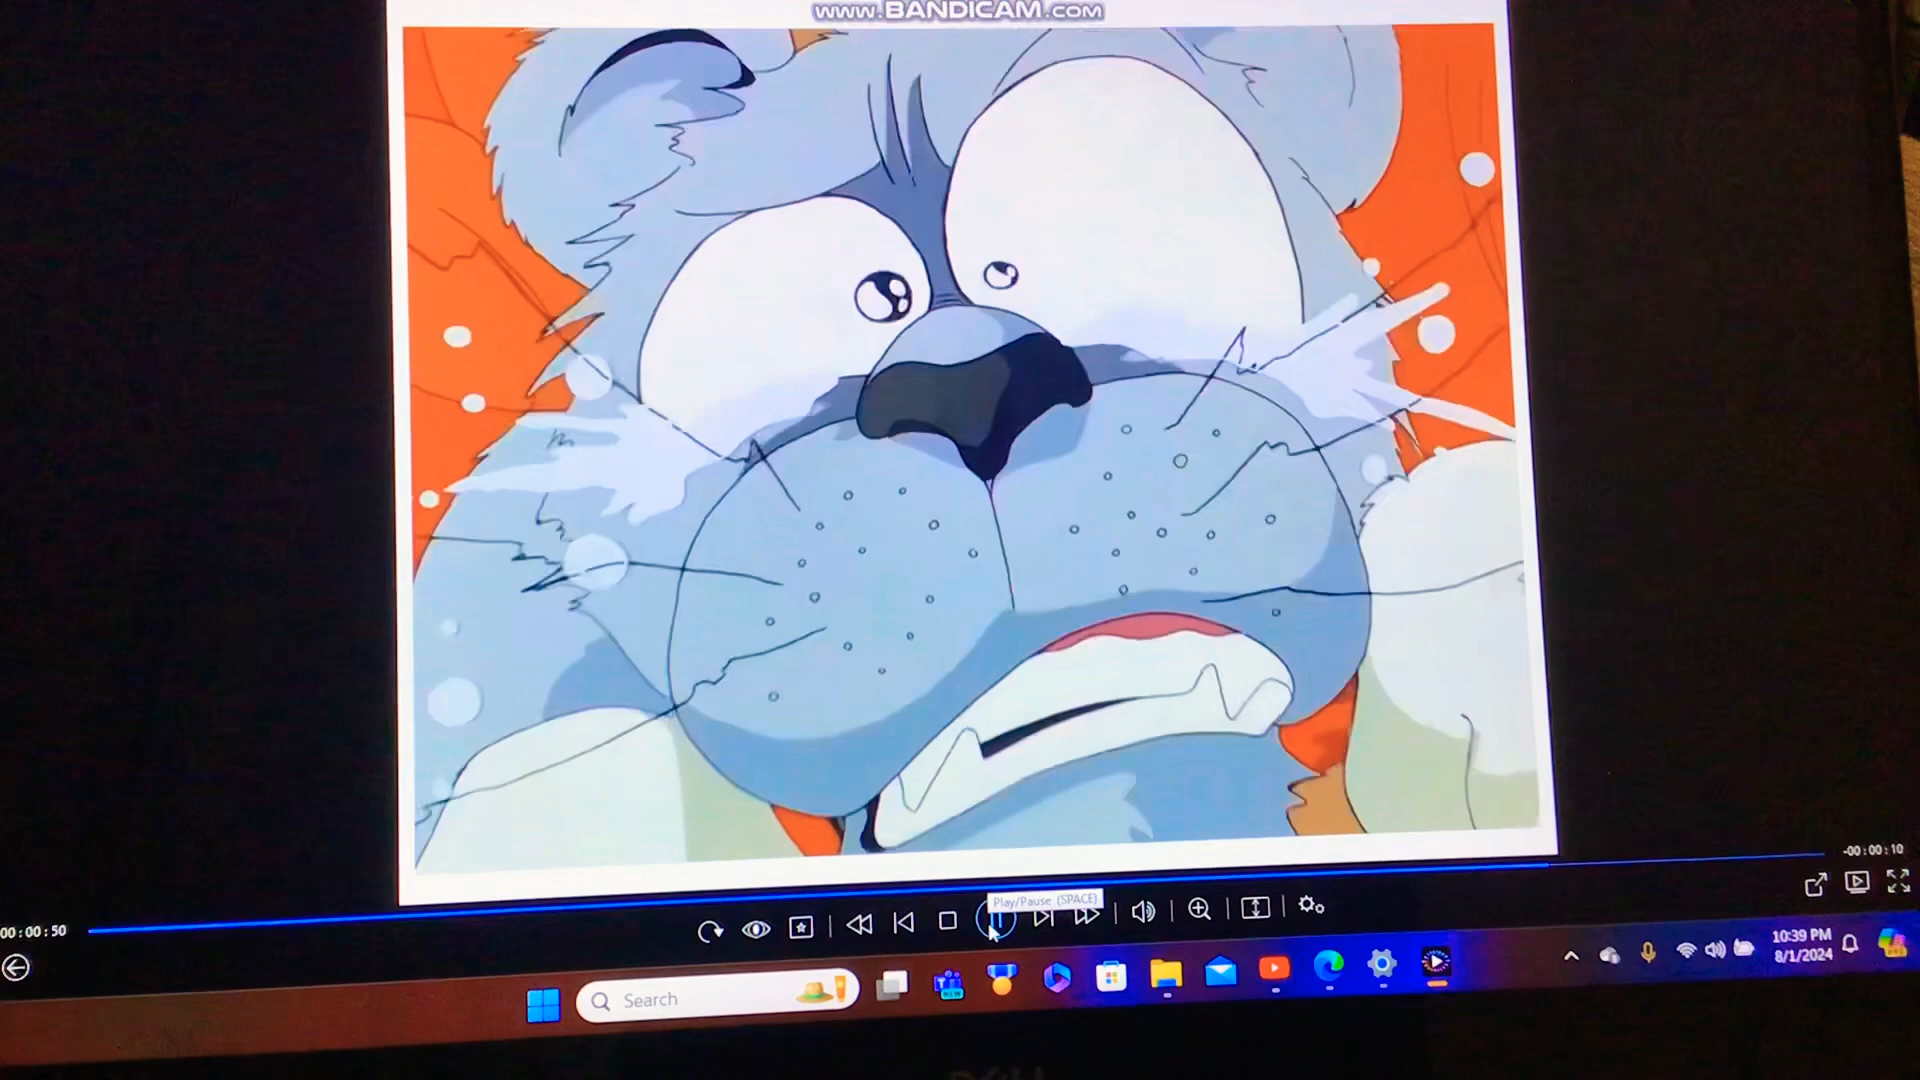 www.BANDICAM.com
-00:00:10
Play/Pause (SPACE)
00:00:50
Search
NEW
10:39 PM
8/1/2024